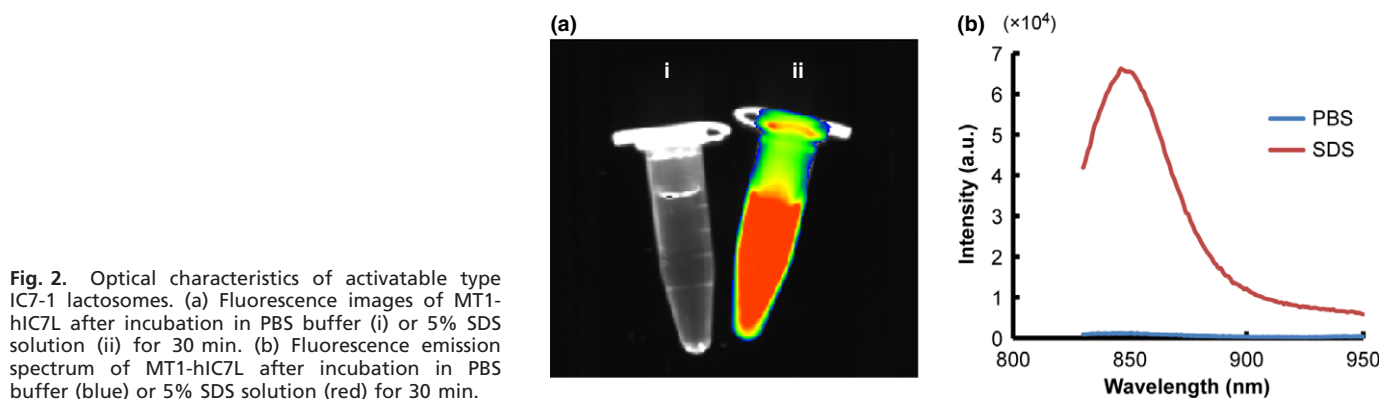 Fig. 2. Optical characteristics of activatable type
IC7-1 lactosomes. (a) Fluorescence images of MT1-
hIC7L after incubation in PBS buffer (i) or 5% SDS
solution (ii) for 30 min. (b) Fluorescence emission
spectrum of MT1-hIC7L after incubation in PBS
buffer (blue) or 5% SDS solution (red) for 30 min.
(a)
i
ii
(b) (×10⁴)
7
6
5
4
3
2
1
0
Intensity (a.u.)
PBS
SDS
800 850 900 950
Wavelength (nm)